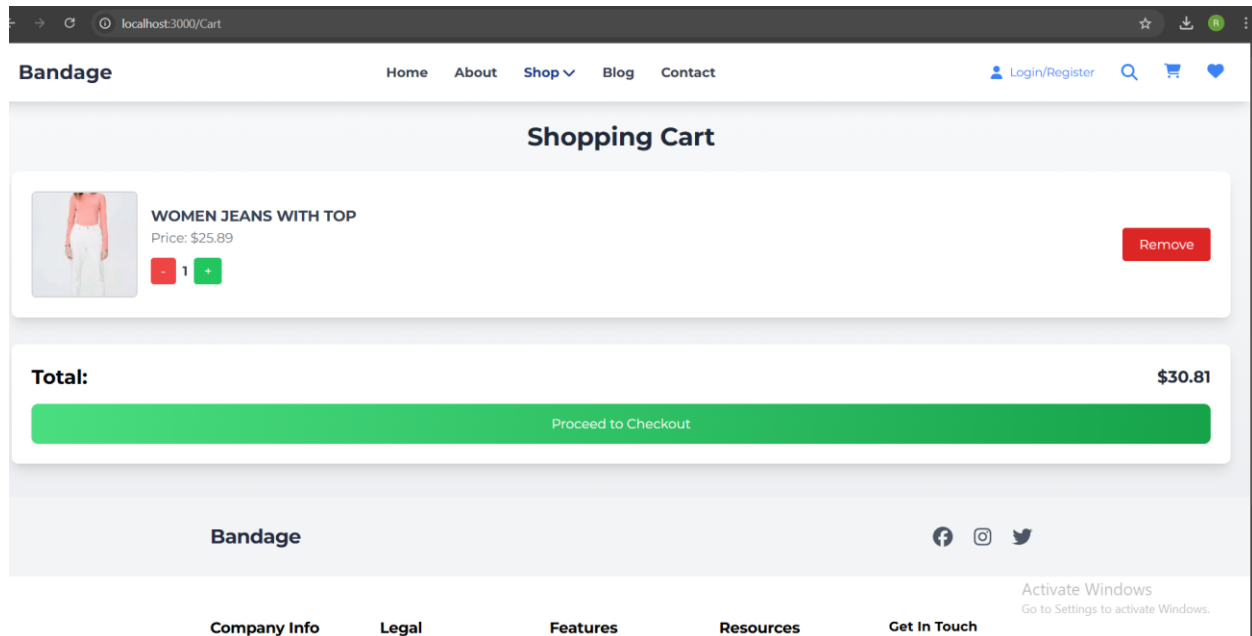 localhost:3000/Cart
R
Bandage Home About Shop Blog Contact Login/Register
Shopping Cart
WOMEN JEANS WITH TOP
Price: $25.89
- 1 +
Remove
Total: $30.81
Proceed to Checkout
Bandage
Activate Windows
Go to Settings to activate Windows.
Company Info Legal Features Resources Get In Touch